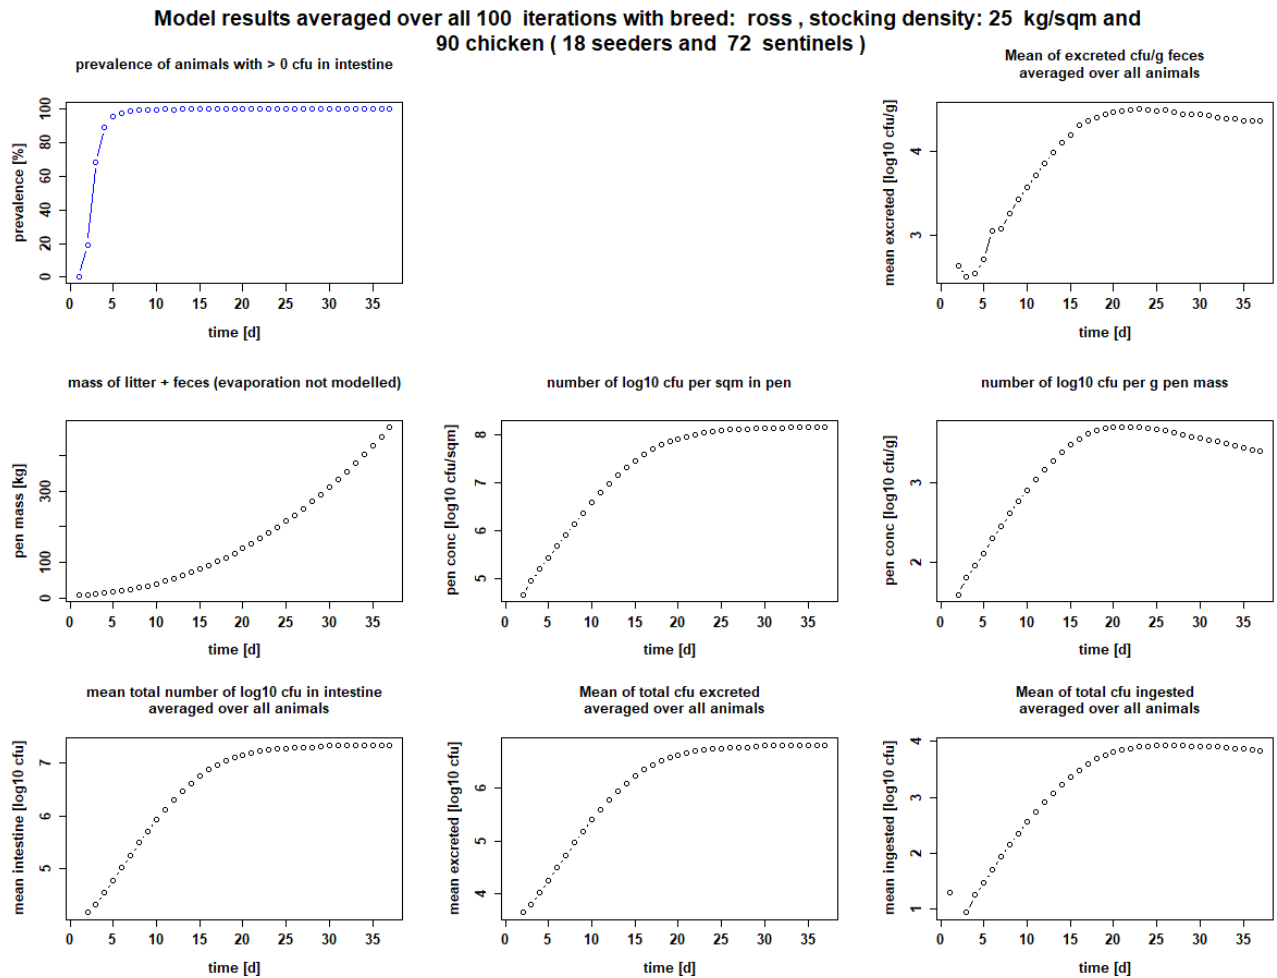 Model results averaged over all 100 iterations with breed: ross , stocking density: 25 kg/sqm and
90 chicken ( 18 seeders and 72 sentinels )
prevalence of animals with > 0 cfu in intestine
prevalence [%]
0 20 40 60 80 100
0 5 10 15 20 25 30 35
time [d]
Mean of excreted cfu/g feces
averaged over all animals
mean excreted [log10 cfu/g]
3 4
0 5 10 15 20 25 30 35
time [d]
mass of litter + feces (evaporation not modelled)
pen mass [kg]
0 100 300
0 5 10 15 20 25 30 35
time [d]
number of log10 cfu per sqm in pen
pen conc [log10 cfu/sqm]
5 6 7 8
0 5 10 15 20 25 30 35
time [d]
number of log10 cfu per g pen mass
pen conc [log10 cfu/g]
2 3
0 5 10 15 20 25 30 35
time [d]
mean total number of log10 cfu in intestine
averaged over all animals
mean intestine [log10 cfu]
5 6 7
0 5 10 15 20 25 30 35
time [d]
Mean of total cfu excreted
averaged over all animals
mean excreted [log10 cfu]
4 5 6
0 5 10 15 20 25 30 35
time [d]
Mean of total cfu ingested
averaged over all animals
mean ingested [log10 cfu]
1 2 3 4
0 5 10 15 20 25 30 35
time [d]